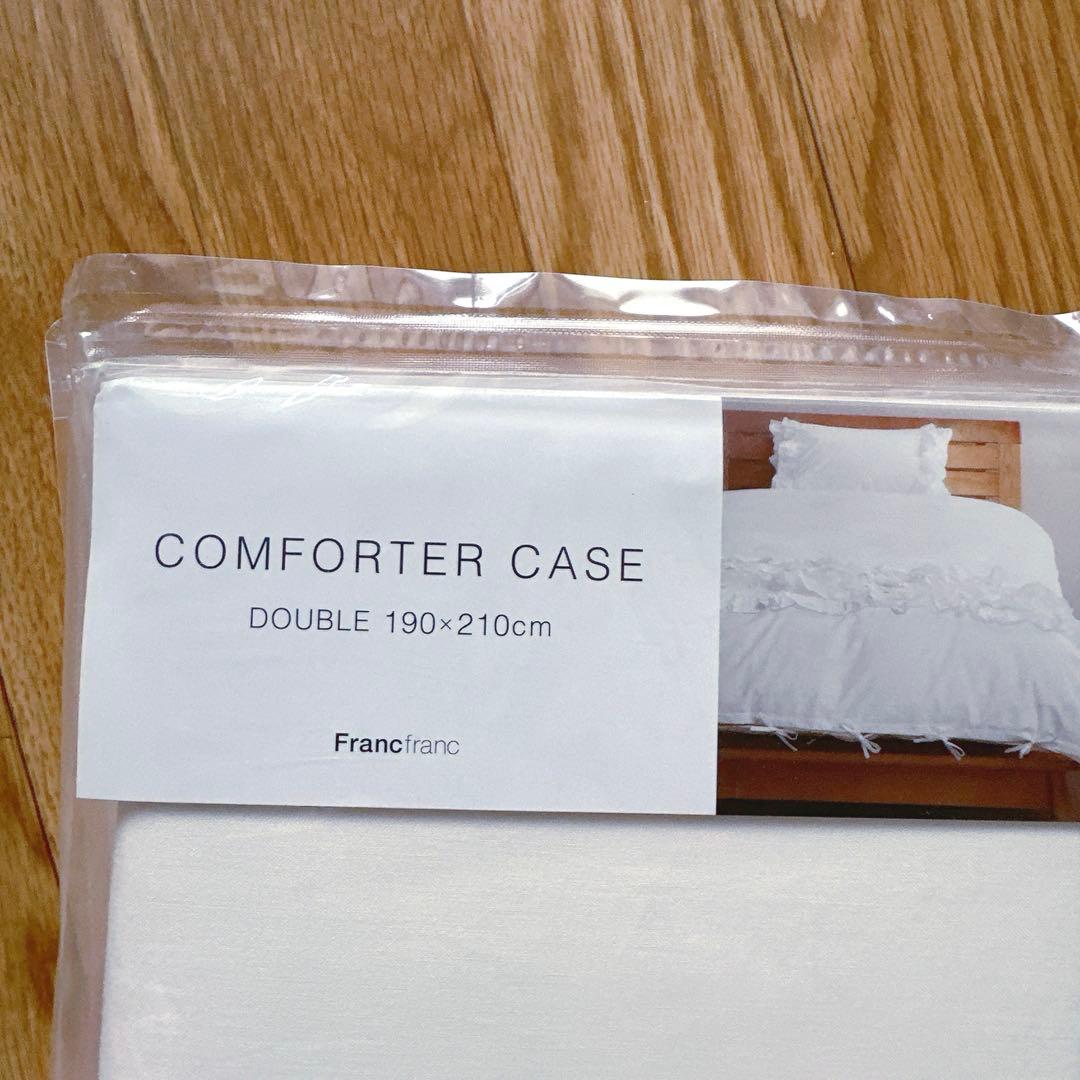 COMFORTER CASE
DOUBLE 190×210cm
Francfranc